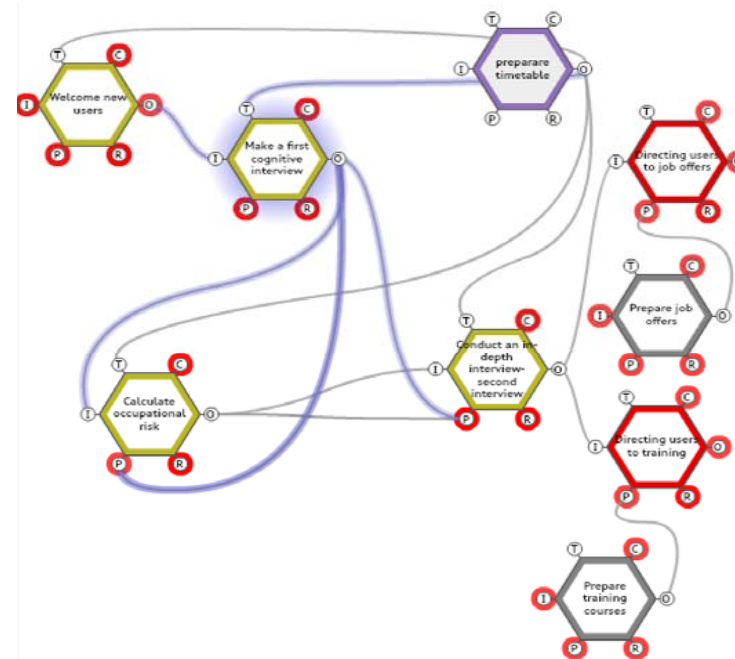 T
C
I
Welcome new
users
O
P
R
T
C
I
Make a first
cognitive
interview
O
P
R
T
C
I
preparare
timetable
O
P
R
T
C
I
Directing users
to job offers
P
R
T
C
I
Prepare job
offers
O
P
R
T
C
I
Calculate
occupational
risk
O
P
R
T
C
I
Conduct an in-
depth
interview-
second
interview
O
P
R
T
C
I
Directing users
to training
O
P
R
T
C
I
Prepare
training
courses
O
P
R